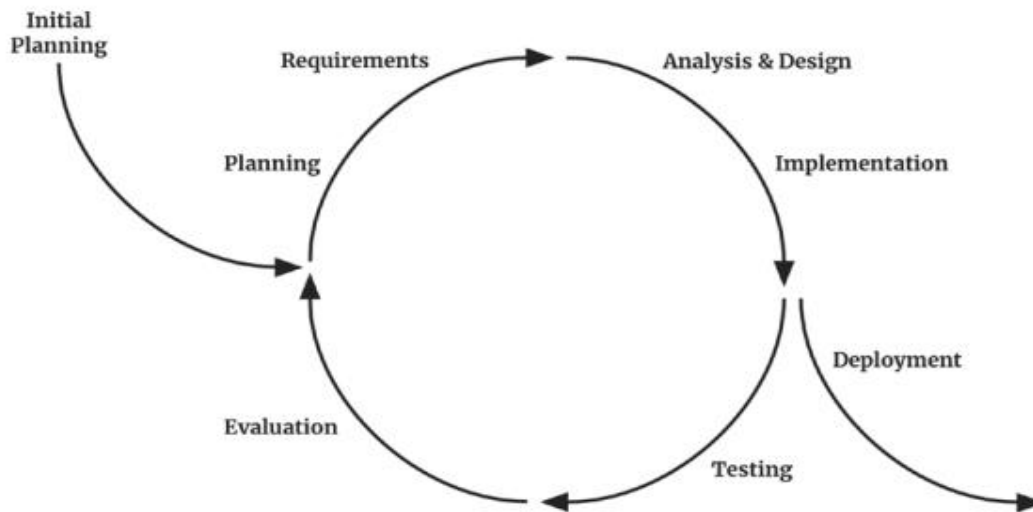 Initial
Planning
Requirements
Analysis & Design
Planning
Implementation
Deployment
Evaluation
Testing